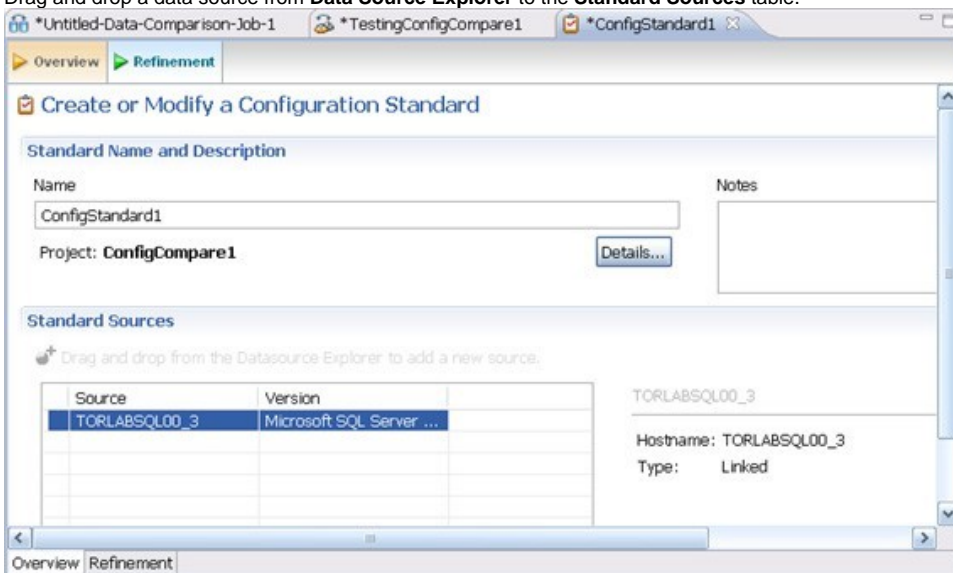 Drag and drop a data source from Data Source Explorer to the Standard Sources table.
*Untitled-Data-Comparison-Job-1 *TestingConfigCompare1 *ConfigStandard1
Overview Refinement
Create or Modify a Configuration Standard
Standard Name and Description
Name Notes
ConfigStandard1
Project: ConfigCompare1 Details...
Standard Sources
Drag and drop from the Datasource Explorer to add a new source.
Source Version TORLABSQL00_3
TORLABSQL00_3 Microsoft SQL Server ...
Hostname: TORLABSQL00_3
Type: Linked
Overview Refinement